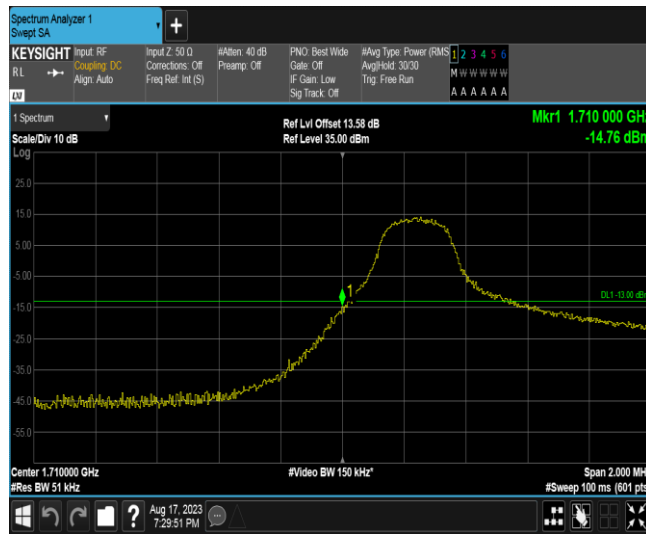 Spectrum Analyzer 1
Swept SA
+
KEYSIGHT
RL
LXI
Input: RF
Coupling: DC
Align: Auto
Input Z: 50 Ω
Corrections: Off
Freq Ref: Int (S)
#Atten: 40 dB
Preamp: Off
PNO: Best Wide
Gate: Off
IF Gain: Low
Sig Track: Off
#Avg Type: Power (RMS
Avg|Hold: 30/30
Trig: Free Run
1 2 3 4 5 6
M W W W W W
A A A A A A
1 Spectrum
Scale/Div 10 dB
Ref Lvl Offset 13.58 dB
Ref Level 35.00 dBm
Mkr1 1.710 000 GHz
-14.76 dBm
Log
25.0
15.0
5.00
-5.00
-15.0
-25.0
-35.0
-45.0
-55.0
1
DL1 -13.00 dBm
Center 1.710000 GHz
#Res BW 51 kHz
#Video BW 150 kHz*
Span 2.000 MH
#Sweep 100 ms (601 pts
?
Aug 17, 2023
7:29:51 PM